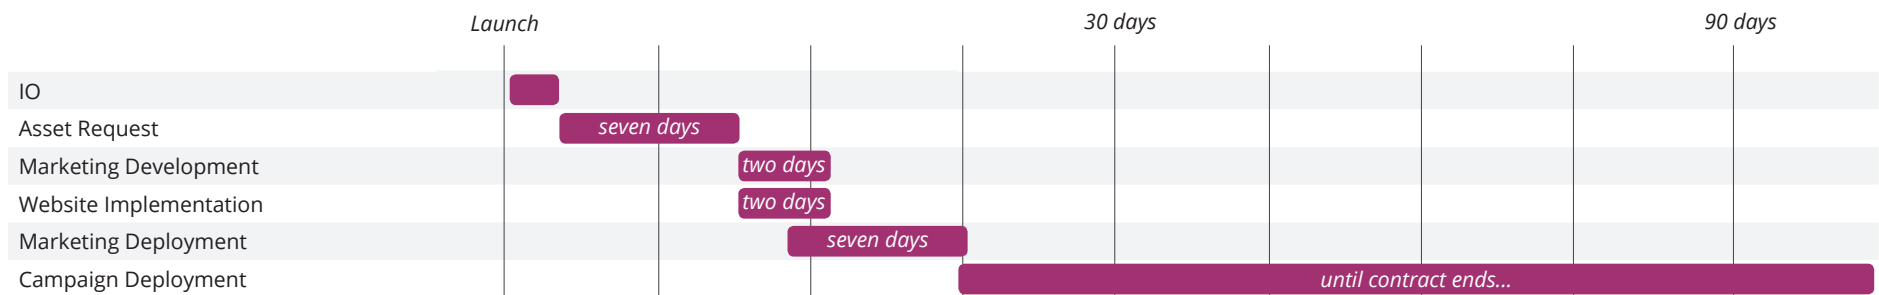 Launch 30 days 90 days
IO
Asset Request seven days
Marketing Development two days
Website Implementation two days
Marketing Deployment seven days
Campaign Deployment until contract ends...